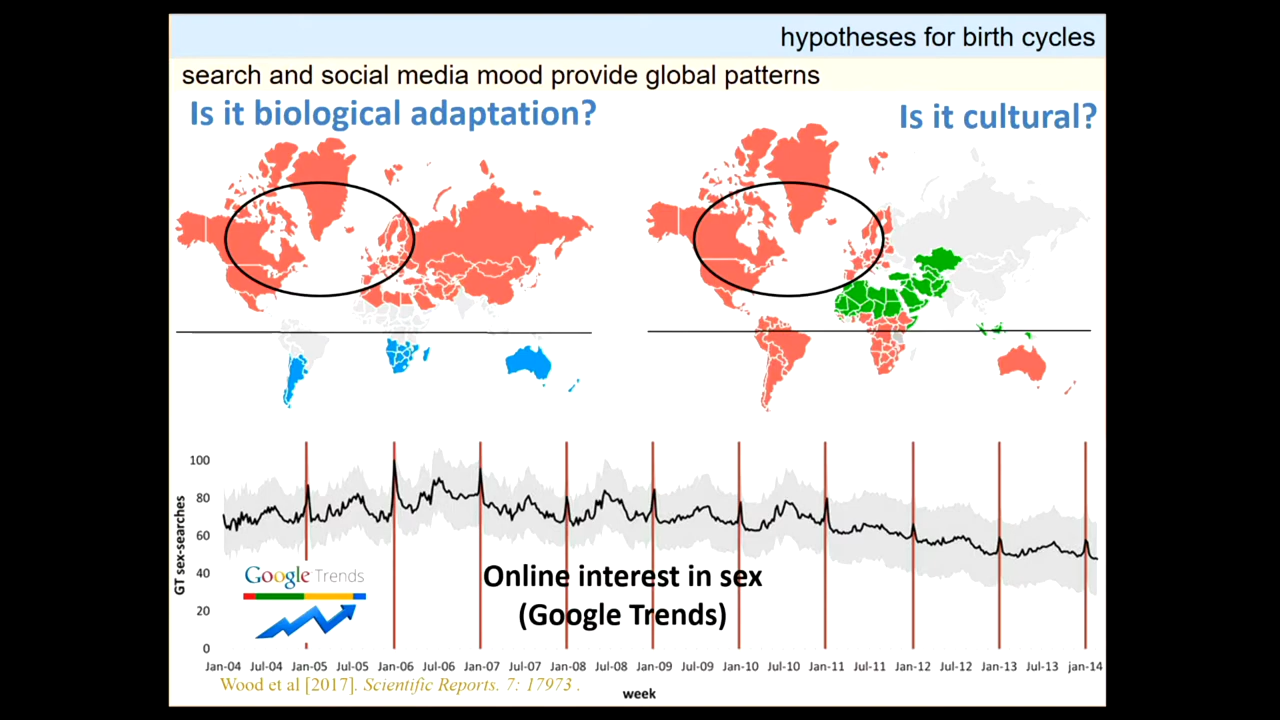 hypotheses for birth cycles
search and social media mood provide global patterns
Is it biological adaptation?
Is it cultural?
100
80
60
40
20
0
GT sex-searches
Google Trends
Online interest in sex
(Google Trends)
Jan-04 Jul-04 Jan-05 Jul-05 Jan-06 Jul-06 Jan-07 Jul-07 Jan-08 Jul-08 Jan-09 Jul-09 Jan-10 Jul-10 Jan-11 Jul-11 Jan-12 Jul-12 Jan-13 Jul-13 jan-14
Wood et al [2017]. Scientific Reports. 7: 17973 .
week